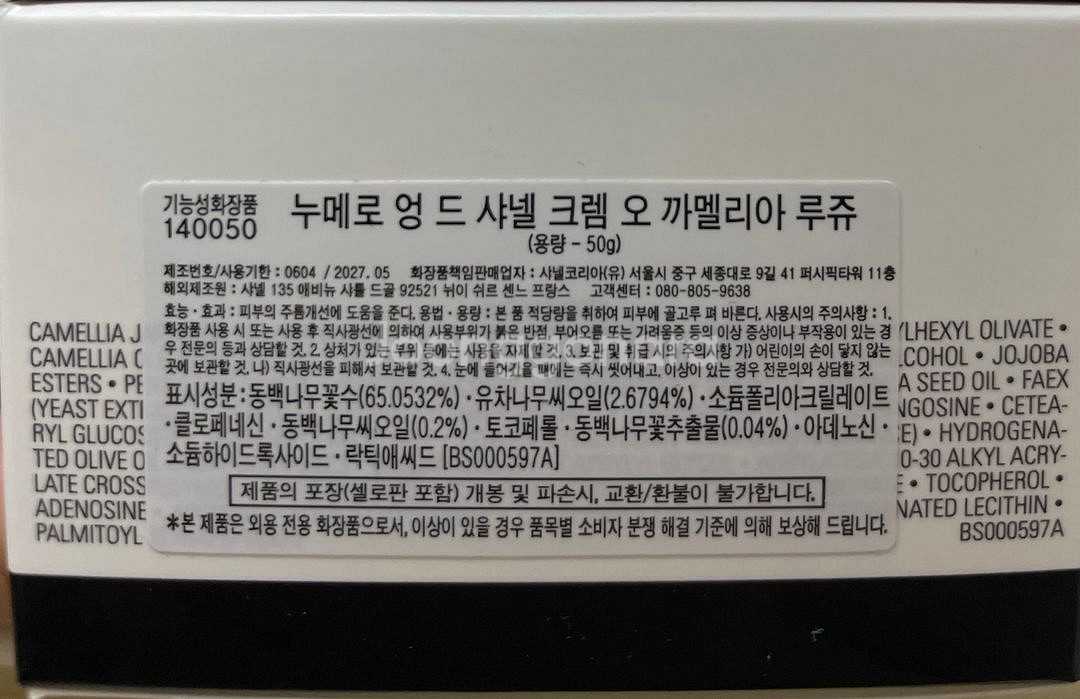 기능성화장품
140050
누메로 엉 드 샤넬 크렘 오 까멜리아 루쥬
(용량 - 50g)
제조번호/사용기한 : 0604 / 2027. 05 화장품책임판매업자 : 샤넬코리아(유) 서울시 중구 세종대로 9길 41 퍼시픽타워 11층
해외제조원 : 샤넬 135 애비뉴 샤를 드골 92521 뉘이 쉬르 센느 프랑스 고객센터 : 080-805-9638
효능 · 효과 : 피부의 주름개선에 도움을 준다. 용법 · 용량 : 본 품 적당량을 취하여 피부에 골고루 펴 바른다. 사용시의 주의사항 : 1.
화장품 사용 시 또는 사용 후 직사광선에 의하여 사용부위가 붉은 반점, 부어오름 또는 가려움증 등의 이상 증상이나 부작용이 있는 경
우 전문의 등과 상담할 것. 2. 상처가 있는 부위 등에는 사용을 자제할 것. 3. 보관 및 취급 시의 주의사항 가) 어린이의 손이 닿지 않는
곳에 보관할 것. 나) 직사광선을 피해서 보관할 것. 4. 눈에 들어갔을 때에는 즉시 씻어내고, 이상이 있는 경우 전문의와 상담할 것.
표시성분 : 동백나무꽃수(65.0532%) · 유차나무씨오일(2.6794%) · 소듐폴리아크릴레이트
· 클로페네신 · 동백나무씨오일(0.2%) · 토코페롤 · 동백나무꽃추출물(0.04%) · 아데노신 ·
소듐하이드록사이드 · 락틱애씨드 [BS000597A]
제품의 포장(셀로판 포함) 개봉 및 파손시, 교환/환불이 불가합니다.
*본 제품은 외용 전용 화장품으로서, 이상이 있을 경우 품목별 소비자 분쟁 해결 기준에 의해 보상해 드립니다.
CAMELLIA J
CAMELLIA
ESTERS • PE
(YEAST EXT
RYL GLUCOS
TED OLIVE O
LATE CROSS
ADENOSINE
PALMITOYL
YLHEXYL OLIVATE •
COHOL • JOJOBA
A SEED OIL • FAEX
NGOSINE • CETEA-
E) • HYDROGENA-
0-30 ALKYL ACRY-
E • TOCOPHEROL •
NATED LECITHIN •
BS000597A